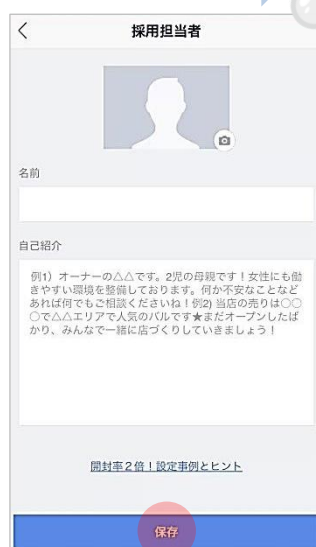 採用担当者
名前
自己紹介
例1）オーナーの△△です。2児の母親です！女性にも働
きやすい環境を整備しております。何か不安なことなど
あれば何でもご相談くださいね！例2) 当店の売りは○○
○で△△エリアで人気のバルです★まだオープンしたば
かり、みんなで一緒に店づくりしていきましょう！
開封率２倍！設定事例とヒント
保存